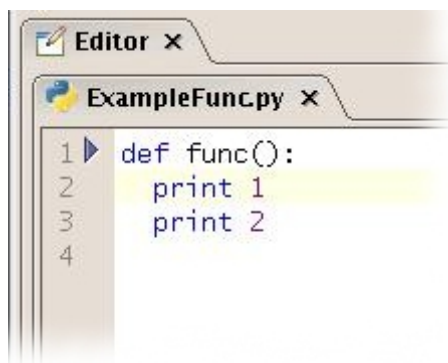 Editor ×
ExampleFunc.py ×
1 def func():
2   print 1
3   print 2
4